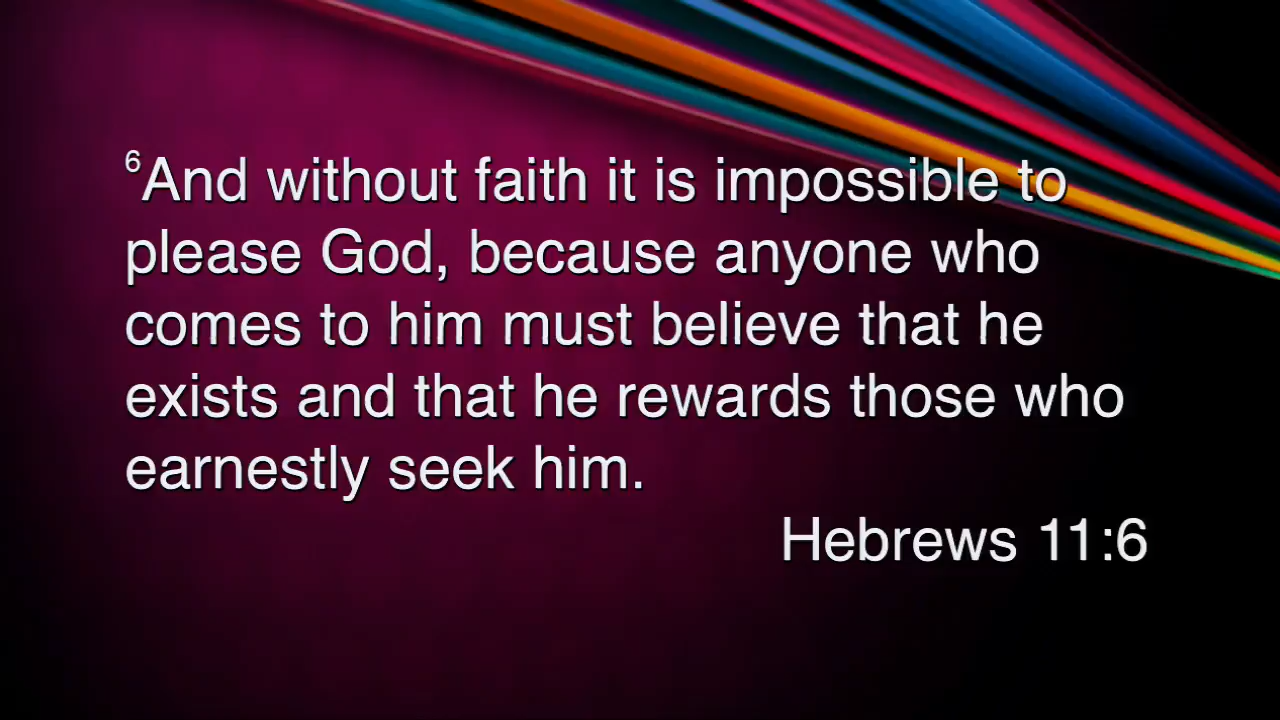 ⁶And without faith it is impossible to
please God, because anyone who
comes to him must believe that he
exists and that he rewards those who
earnestly seek him.
Hebrews 11:6